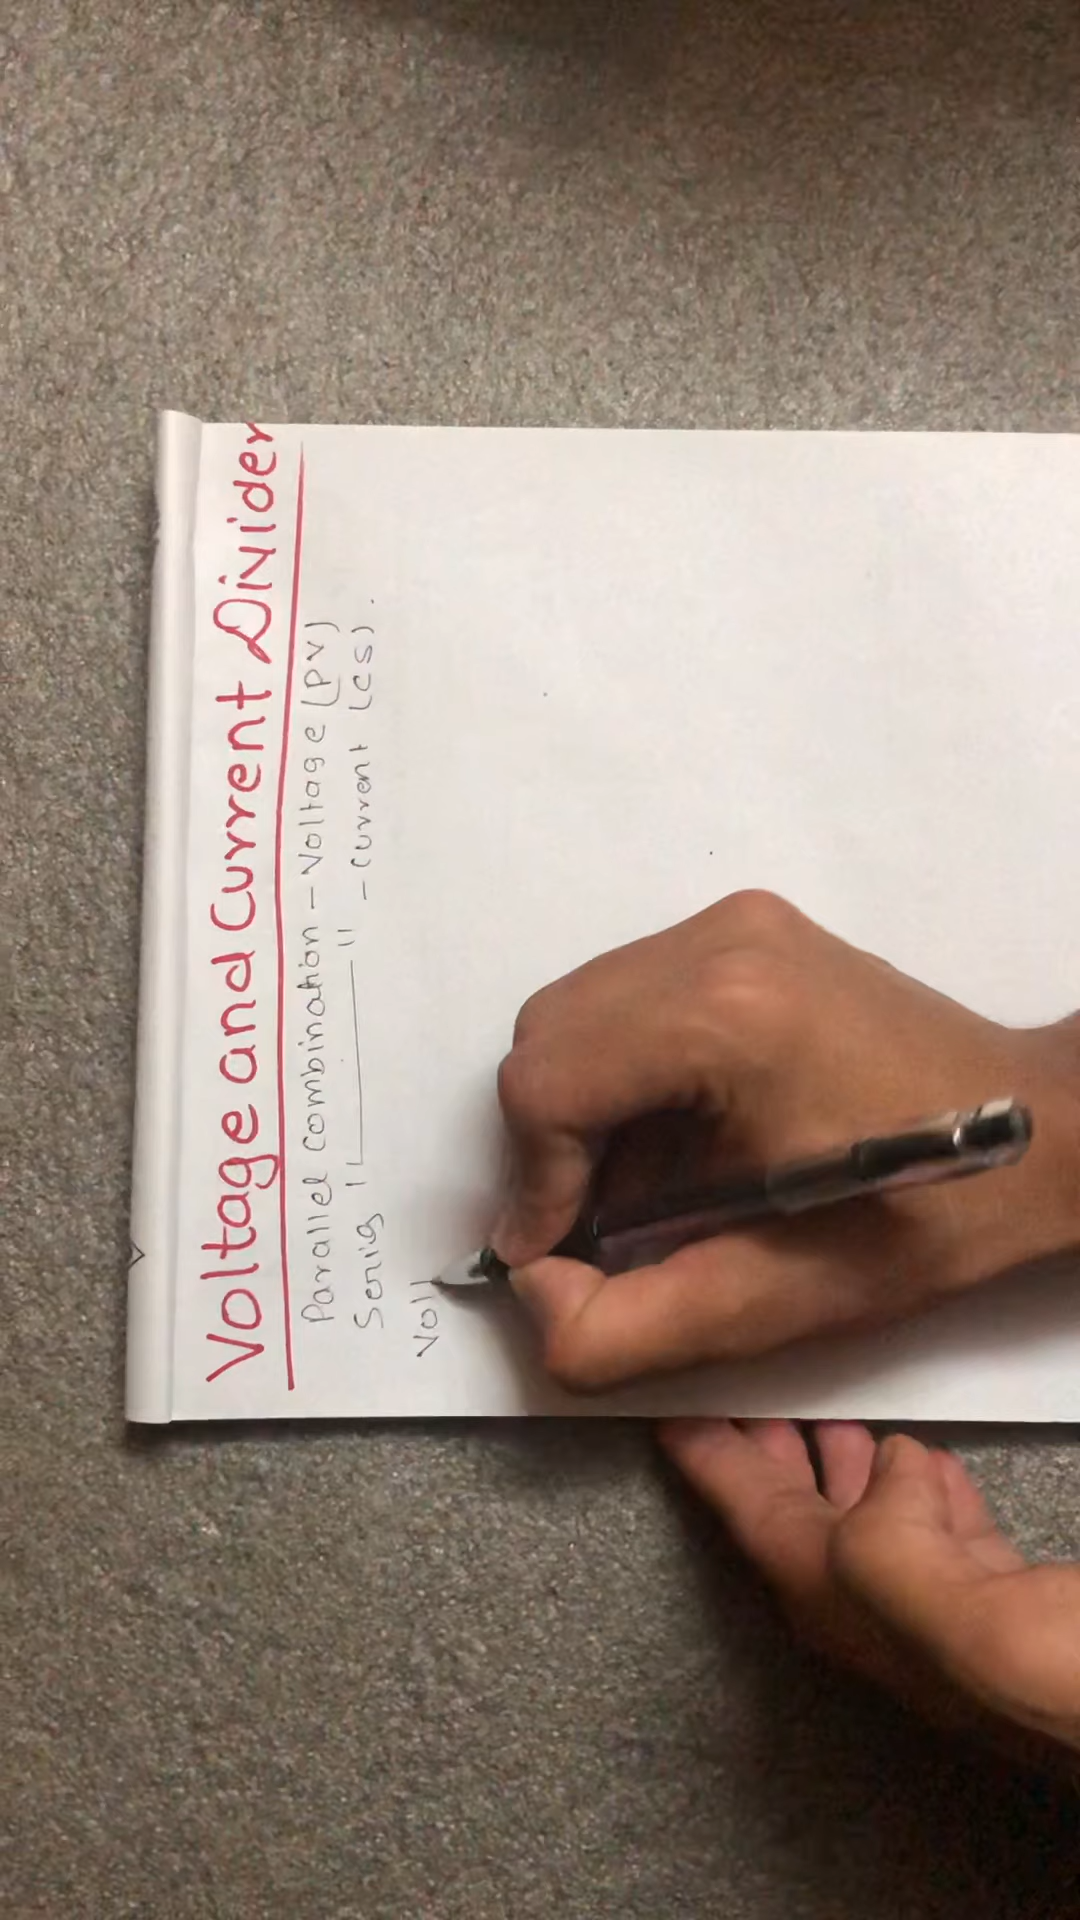 Voltage and Current Divider
Parallel Combination - Voltage (PV)
Series "———" - Current (CS).
Vol